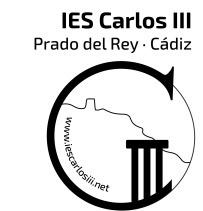 IES Carlos III
Prado del Rey · Cádiz
www.iescarlosiii.net